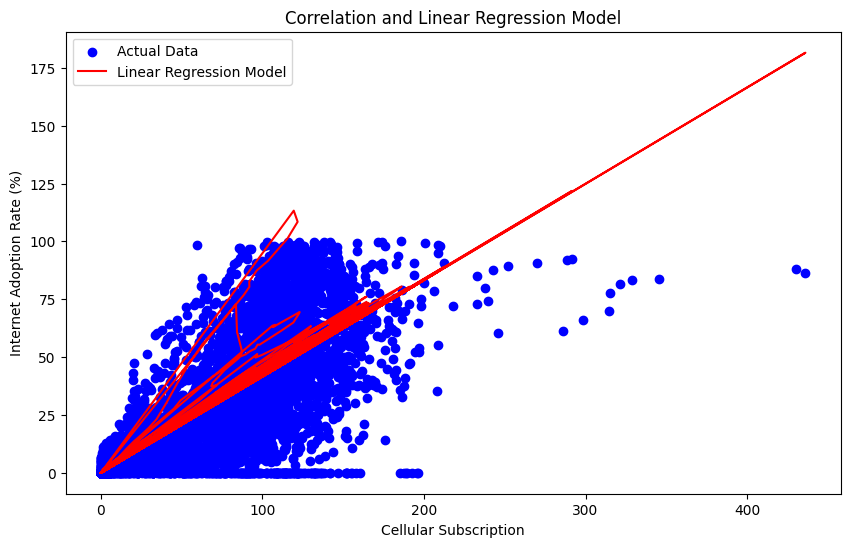 Correlation and Linear Regression Model
Actual Data
Linear Regression Model
Internet Adoption Rate (%)
175
150
125
100
75
50
25
0
0 100 200 300 400
Cellular Subscription